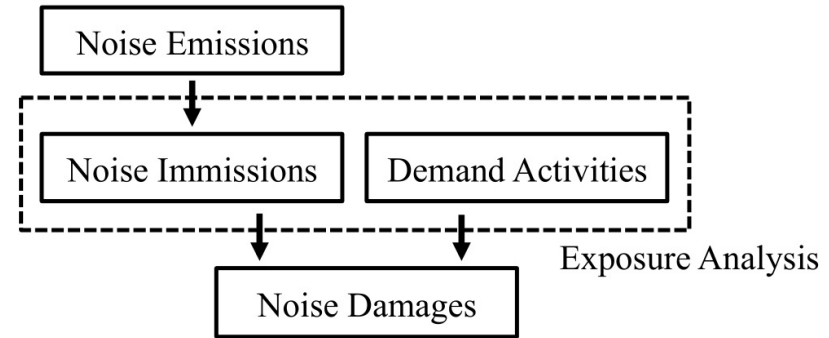 Noise Emissions
Noise Immissions
Demand Activities
Exposure Analysis
Noise Damages